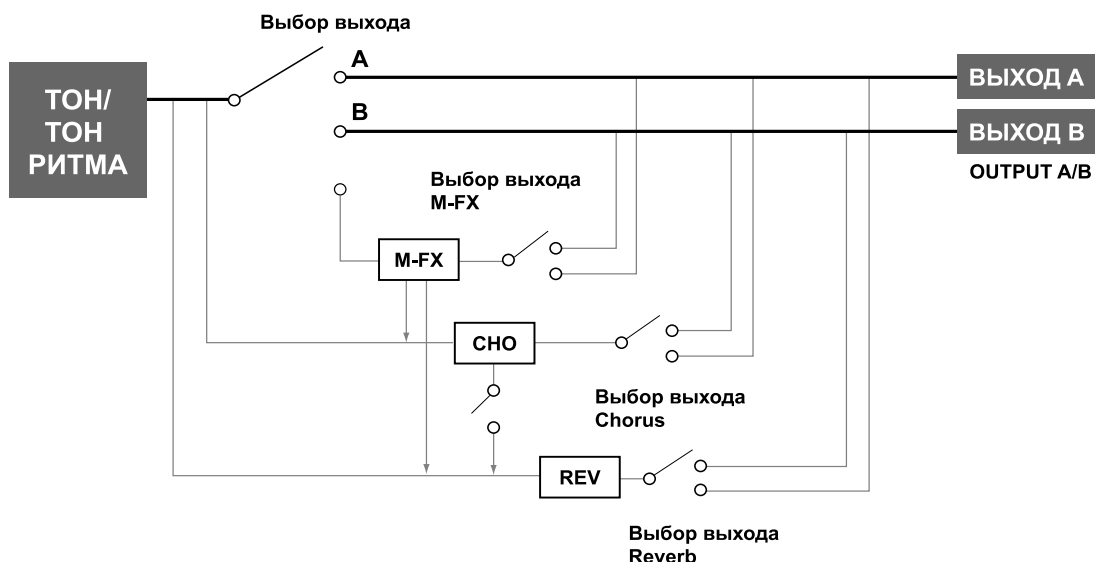 Выбор выхода
A
ВЫХОД A
ТОН/
ТОН
РИТМА
B
ВЫХОД B
OUTPUT A/B
Выбор выхода
M-FX
M-FX
CHO
Выбор выхода
Chorus
REV
Выбор выхода
Reverb